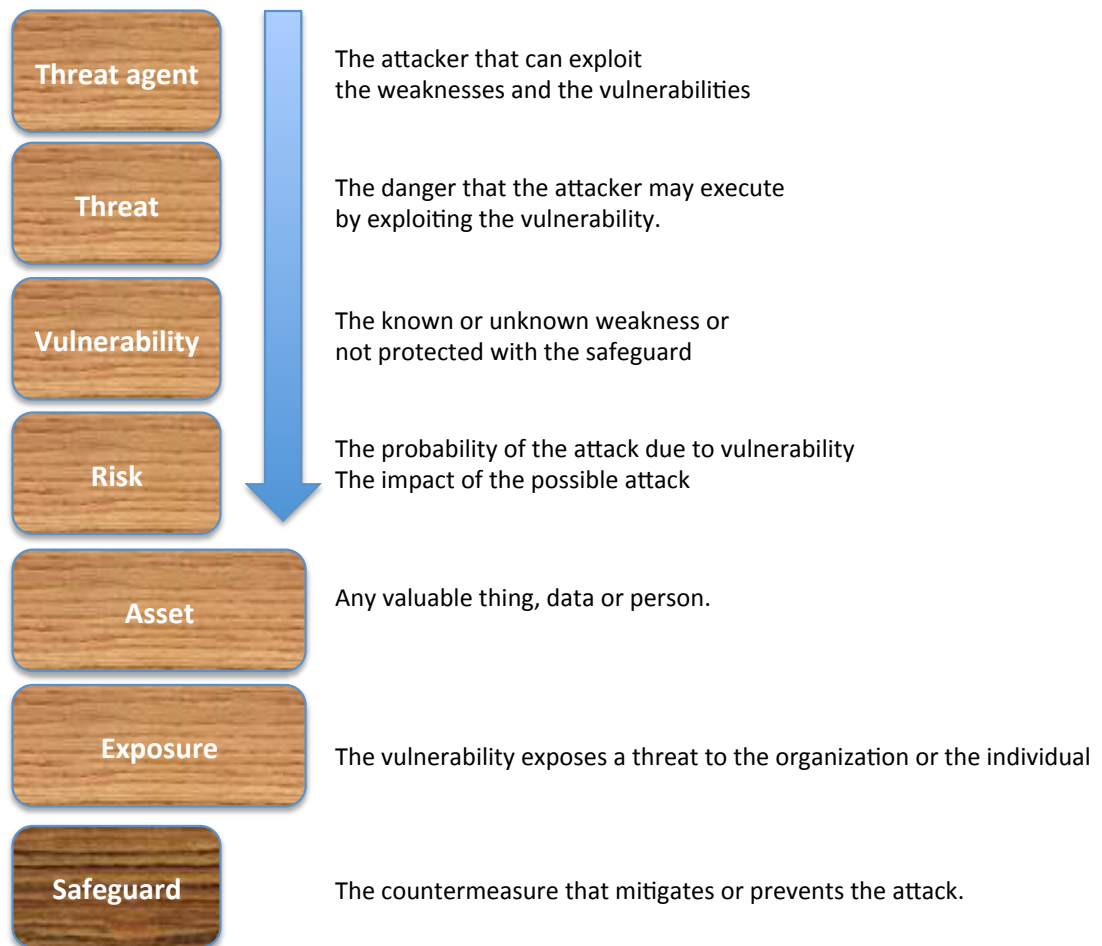 Threat agent
The attacker that can exploit
the weaknesses and the vulnerabilities
Threat
The danger that the attacker may execute
by exploiting the vulnerability.
Vulnerability
The known or unknown weakness or
not protected with the safeguard
Risk
The probability of the attack due to vulnerability
The impact of the possible attack
Asset
Any valuable thing, data or person.
Exposure
The vulnerability exposes a threat to the organization or the individual
Safeguard
The countermeasure that mitigates or prevents the attack.